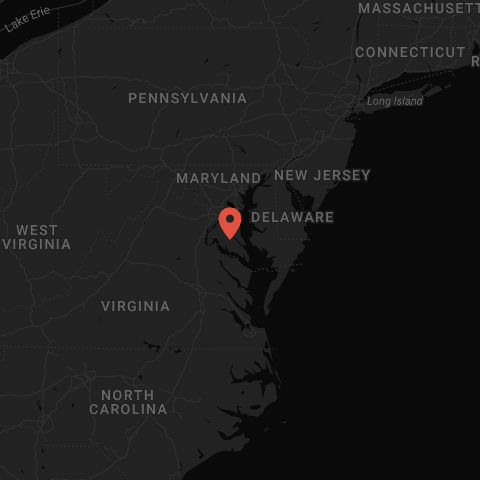 MASSACHUSETT
Lake Erie
CONNECTICUT
R
Long Island
PENNSYLVANIA
MARYLAND
NEW JERSEY
DELAWARE
WEST
VIRGINIA
VIRGINIA
NORTH
CAROLINA